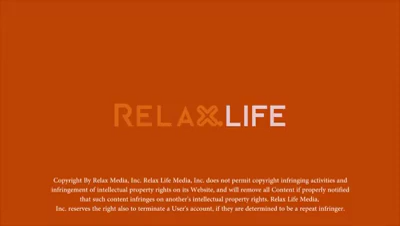 RELAX.LIFE
Copyright By Relax Media, Inc. Relax Life Media, Inc. does not permit copyright infringing activities and
infringement of intellectual property rights on its Website, and will remove all Content if properly notified
that such content infringes on another's intellectual property rights. Relax Life Media,
Inc. reserves the right also to terminate a User's account, if they are determined to be a repeat infringer.